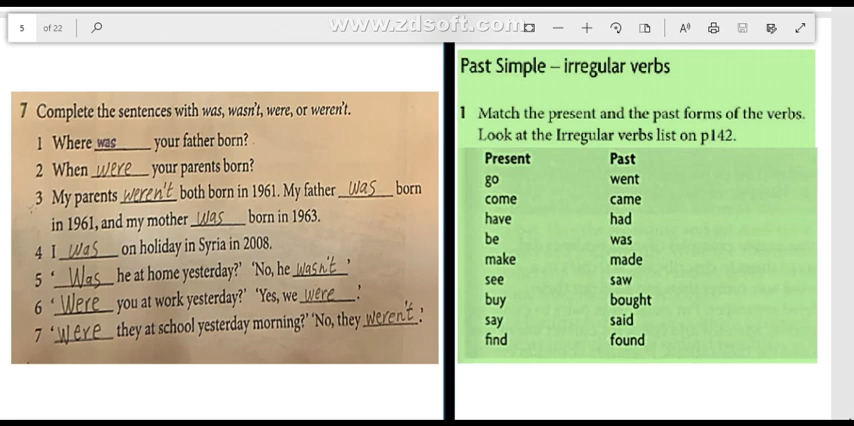 www.zdsoft.com
5 of 22
7 Complete the sentences with was, wasn't, were, or weren't.
1 Where was your father born?
2 When were your parents born?
3 My parents weren't both born in 1961. My father was born
in 1961, and my mother was born in 1963.
4 I was on holiday in Syria in 2008.
5 'Was he at home yesterday?' 'No, he wasn't.'
6 'Were you at work yesterday?' 'Yes, we were.'
7 'were they at school yesterday morning?' 'No, they weren't.'
Past Simple – irregular verbs
1 Match the present and the past forms of the verbs.
Look at the Irregular verbs list on p142.
Present Past
go went
come came
have had
be was
make made
see saw
buy bought
say said
find found